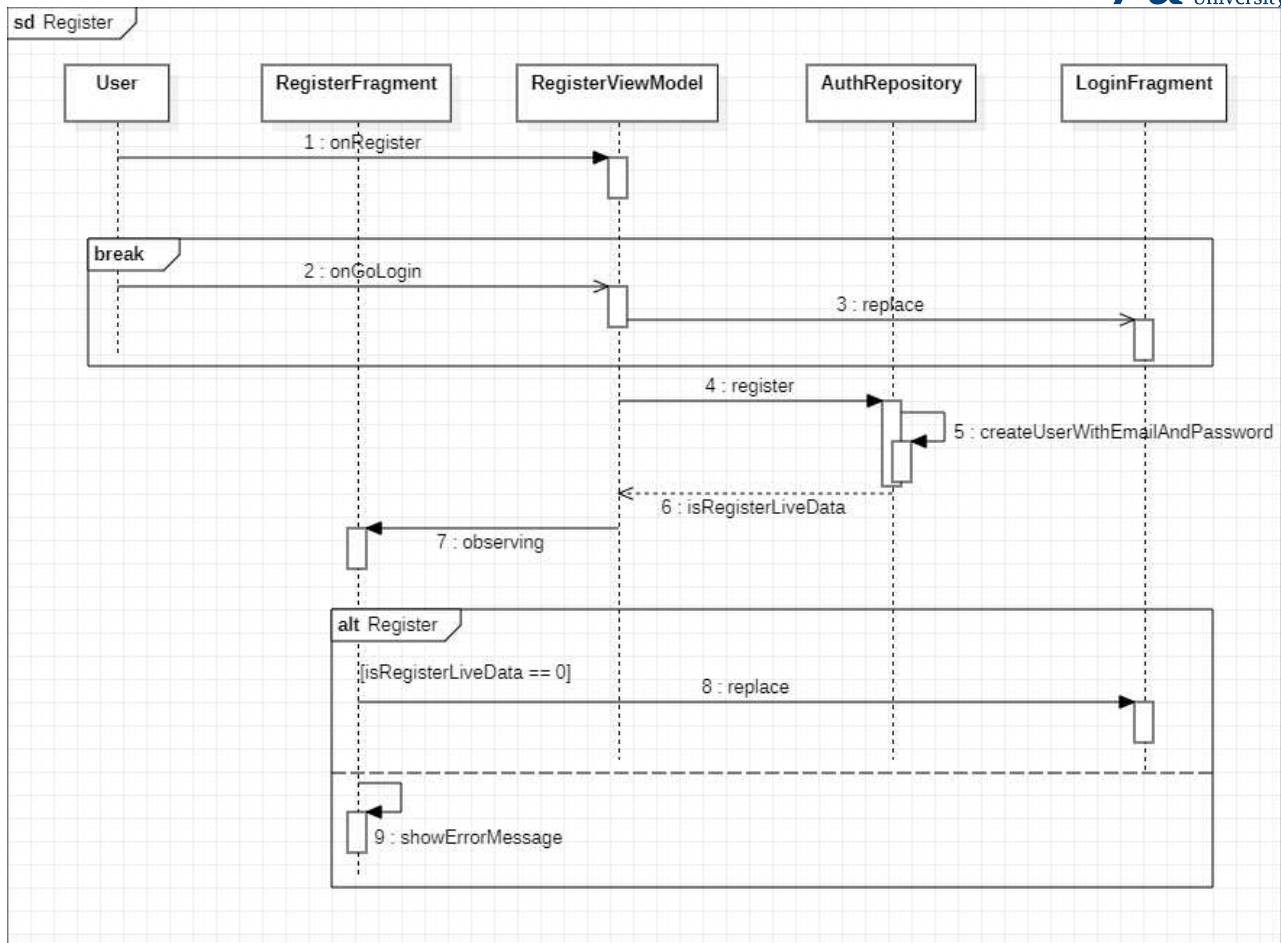 University
sd Register
User
RegisterFragment
RegisterViewModel
AuthRepository
LoginFragment
1 : onRegister
break
2 : onGoLogin
3 : replace
4 : register
5 : createUserWithEmailAndPassword
6 : isRegisterLiveData
7 : observing
alt Register
[isRegisterLiveData == 0]
8 : replace
9 : showErrorMessage